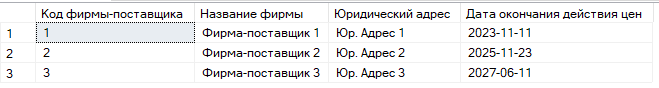 Код фирмы-поставщика Название фирмы Юридический адрес Дата окончания действия цен
1 1 Фирма-поставщик 1 Юр. Адрес 1 2023-11-11
2 2 Фирма-поставщик 2 Юр. Адрес 2 2025-11-23
3 3 Фирма-поставщик 3 Юр. Адрес 3 2027-06-11